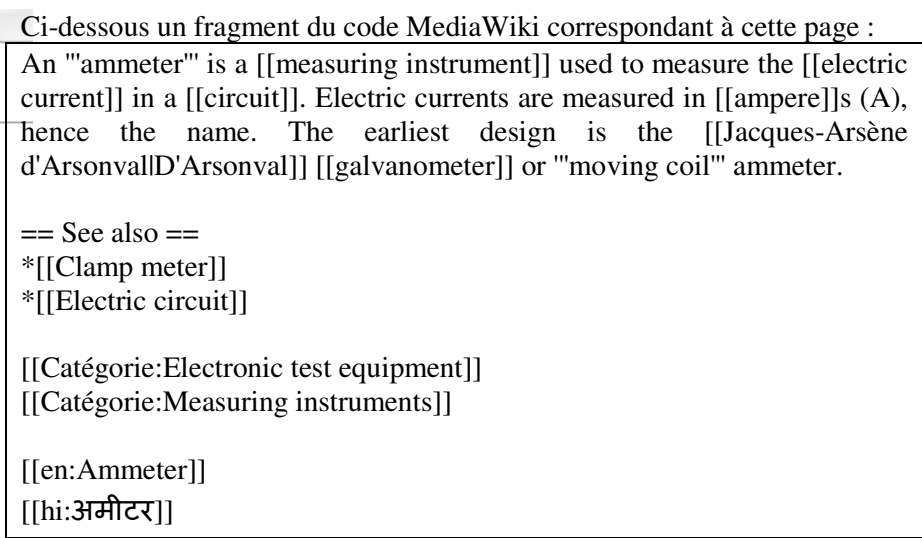 Ci-dessous un fragment du code MediaWiki correspondant à cette page :
An '''ammeter''' is a [[measuring instrument]] used to measure the [[electric
current]] in a [[circuit]]. Electric currents are measured in [[ampere]]s (A),
hence the name. The earliest design is the [[Jacques-Arsène
d'Arsonval|D'Arsonval]] [[galvanometer]] or '''moving coil''' ammeter.
== See also ==
*[[Clamp meter]]
*[[Electric circuit]]
[[Catégorie:Electronic test equipment]]
[[Catégorie:Measuring instruments]]
[[en:Ammeter]]
[[hi:अमीटर]]